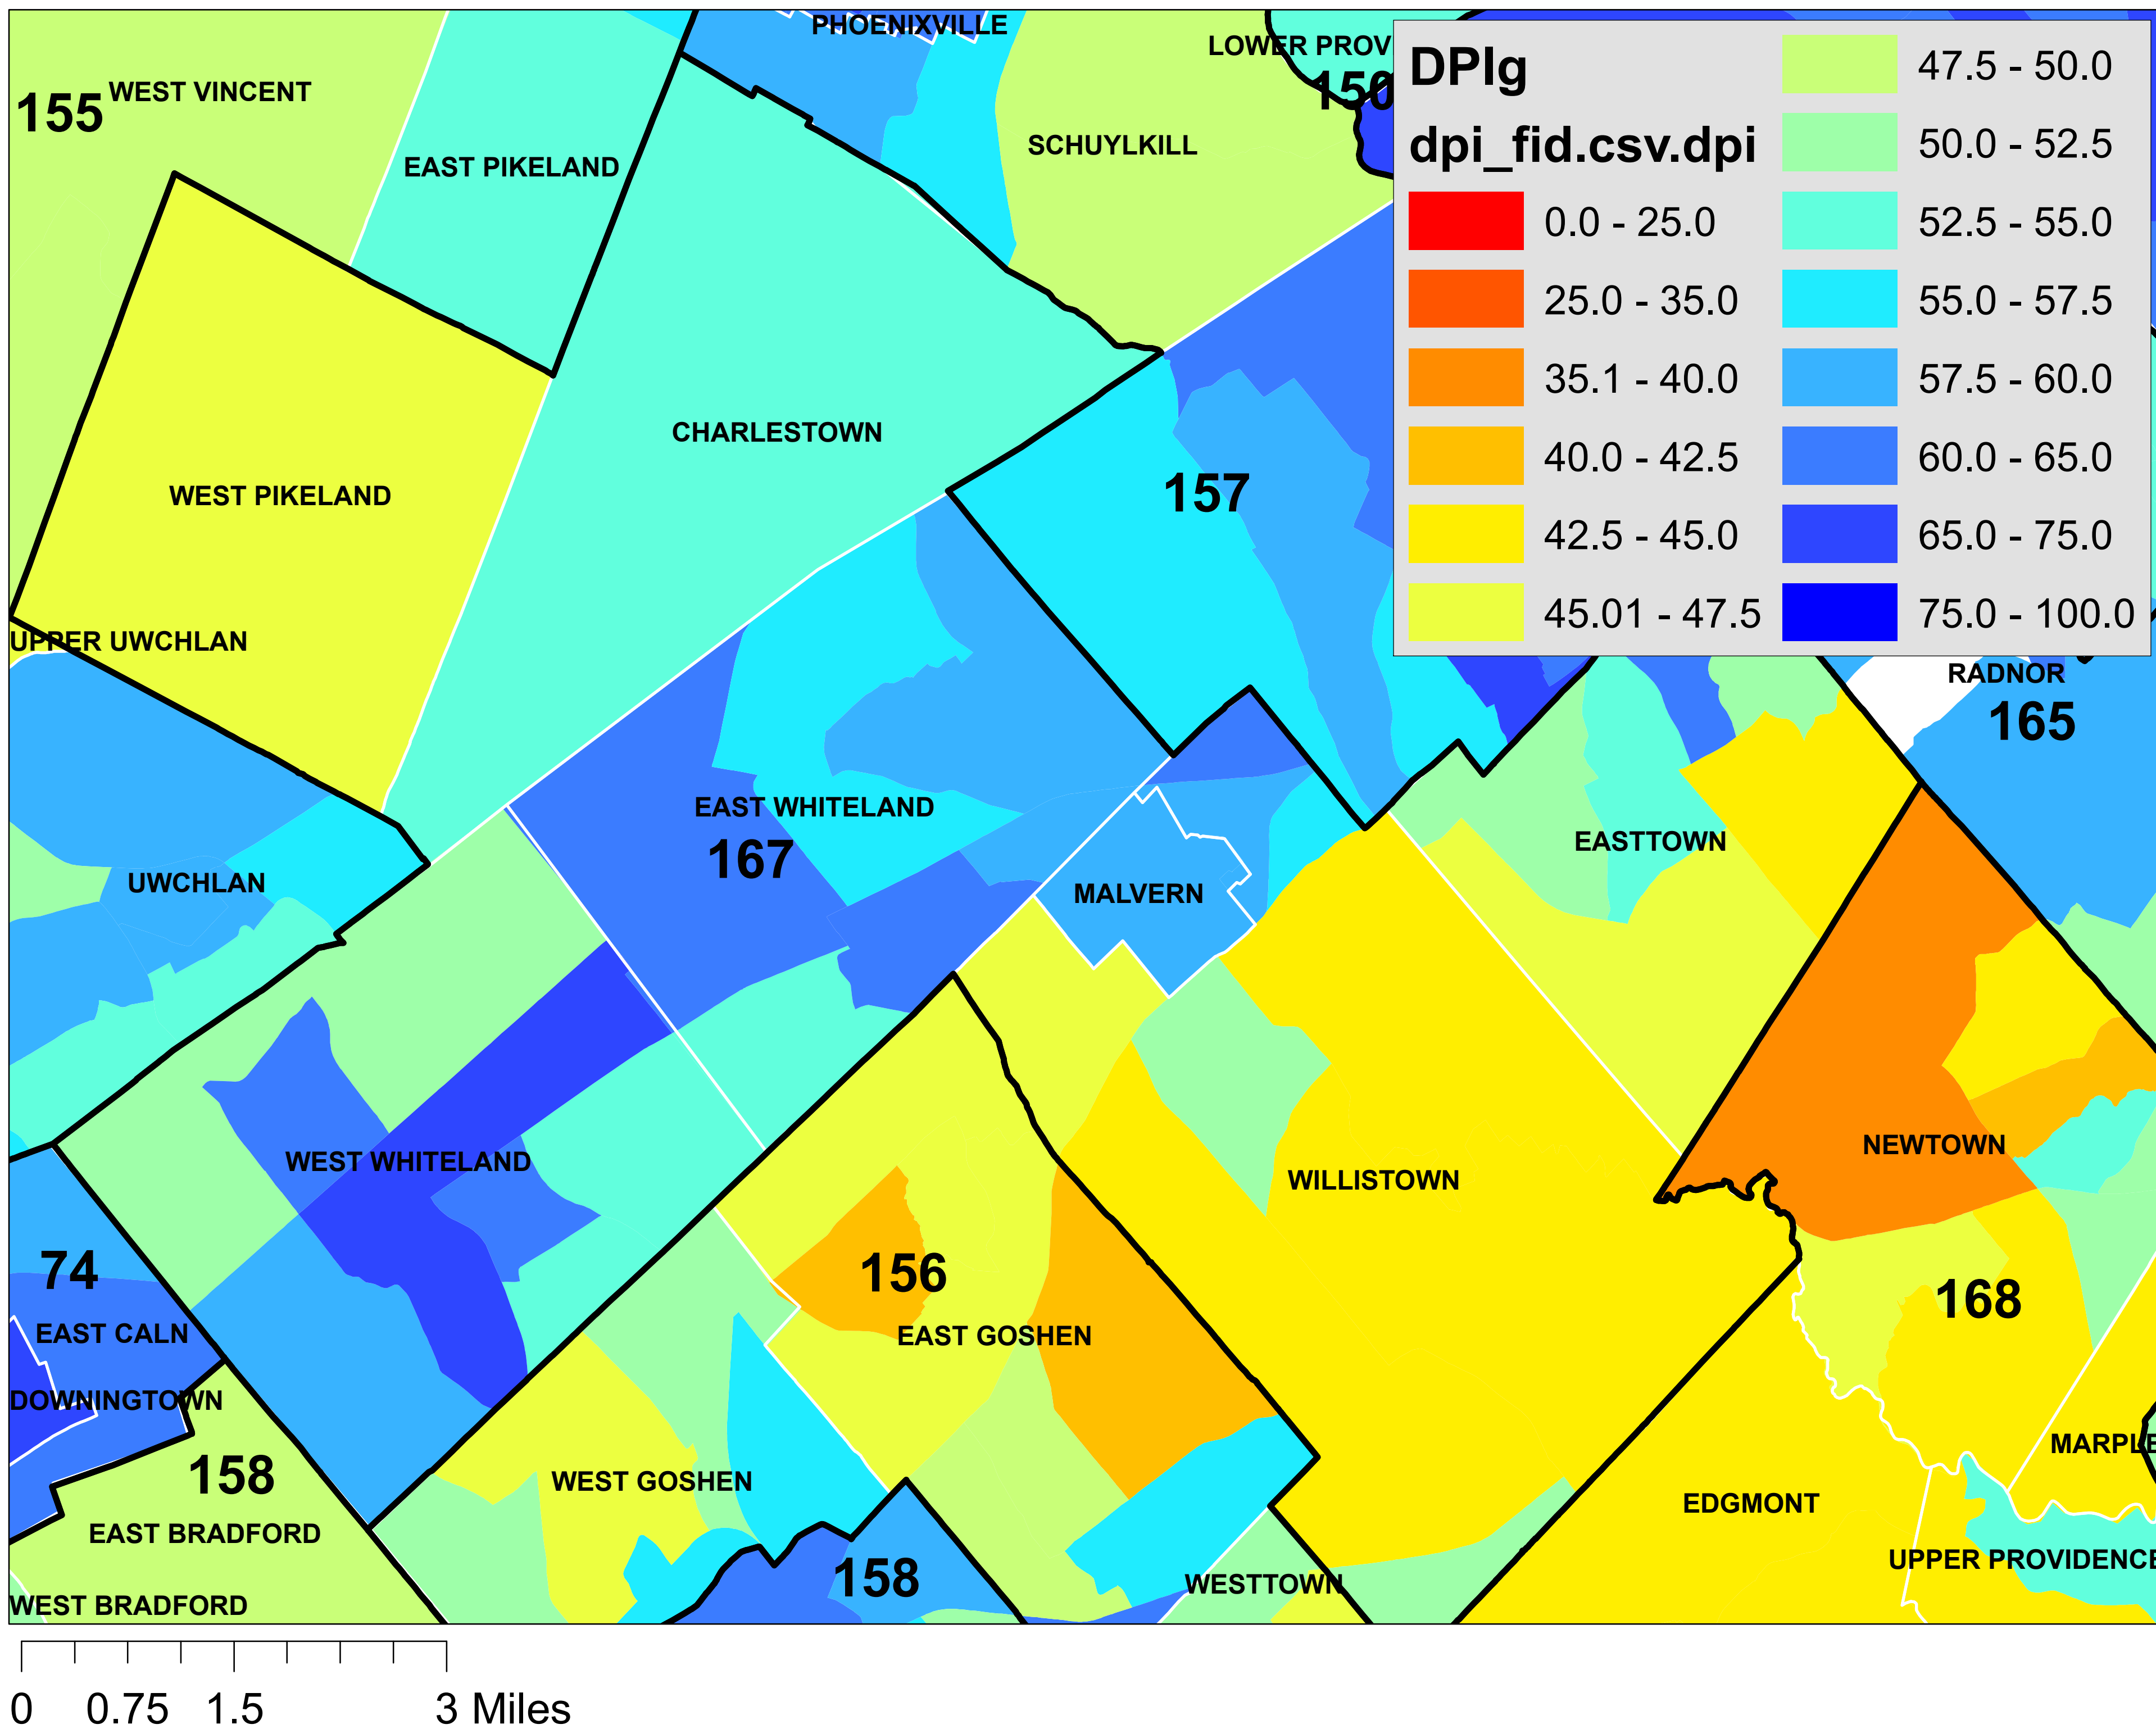 PHOENIXVILLE
LOWER PROV
150
155
WEST VINCENT
EAST PIKELAND
SCHUYLKILL
DPIg
dpi_fid.csv.dpi
0.0 - 25.0
25.0 - 35.0
35.1 - 40.0
40.0 - 42.5
42.5 - 45.0
45.01 - 47.5
47.5 - 50.0
50.0 - 52.5
52.5 - 55.0
55.0 - 57.5
57.5 - 60.0
60.0 - 65.0
65.0 - 75.0
75.0 - 100.0
CHARLESTOWN
WEST PIKELAND
157
UPPER UWCHLAN
RADNOR
165
EAST WHITELAND
167
EASTTOWN
UWCHLAN
MALVERN
WEST WHITELAND
NEWTOWN
WILLISTOWN
74
156
168
EAST CALN
EAST GOSHEN
DOWNINGTOWN
MARPLE
158
WEST GOSHEN
EDGMONT
EAST BRADFORD
158
WESTTOWN
UPPER PROVIDENCE
WEST BRADFORD
0 0.75 1.5 3 Miles